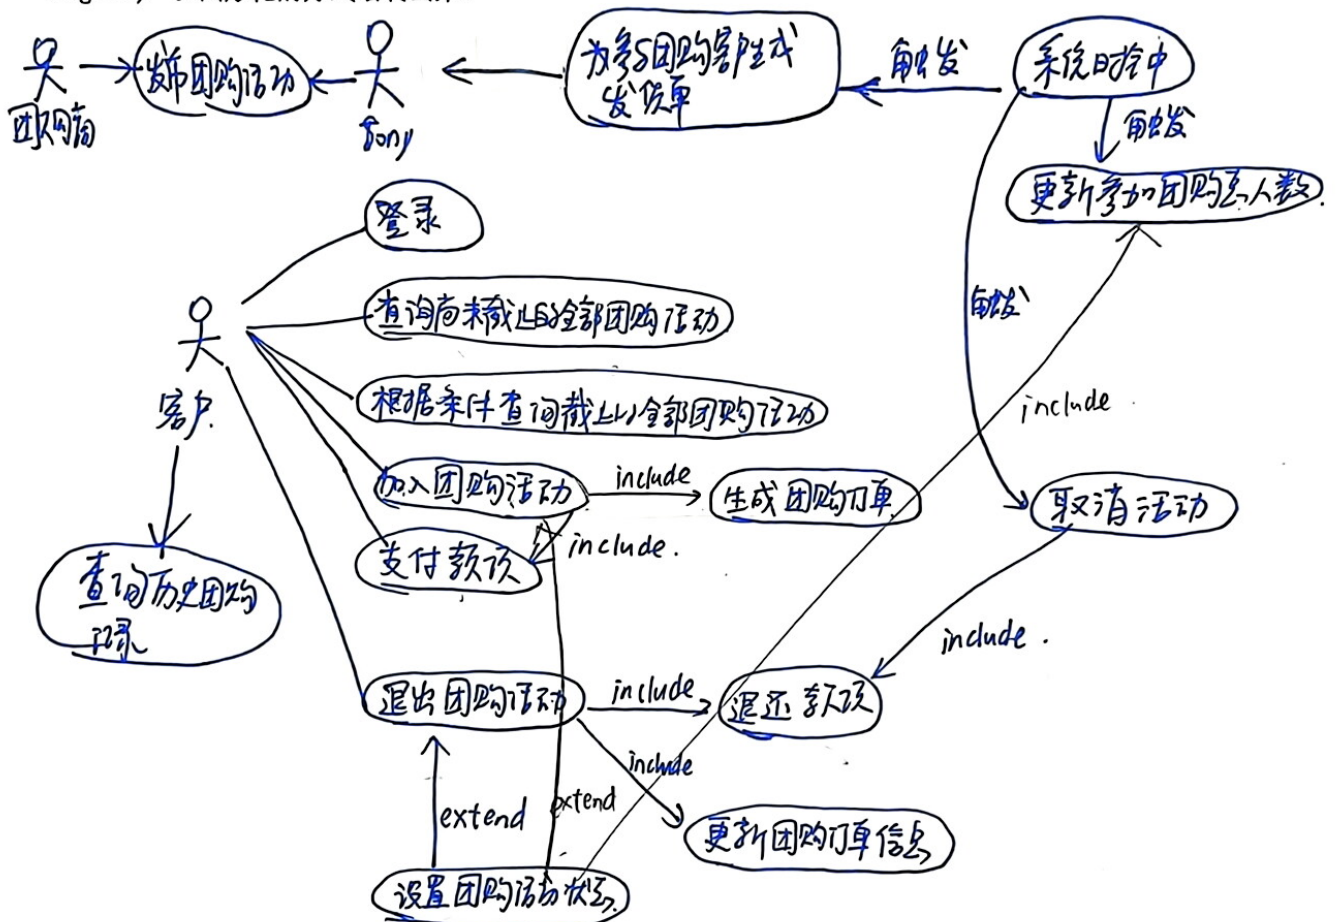 发布团购活动
为参与团购客户生成
发货单
触发
系统时钟
团购商
Tony
触发
登录
更新参加团购总人数.
查询尚未截止的全部团购活动
触发
客户.
根据条件查询截止的全部团购活动
include
加入团购活动
include
生成团购订单
取消活动
支付款项
include.
查询历史团购
记录
include.
退出团购活动
include
退还款项
include
extend
extend
更新团购订单信息
设置团购活动状态.